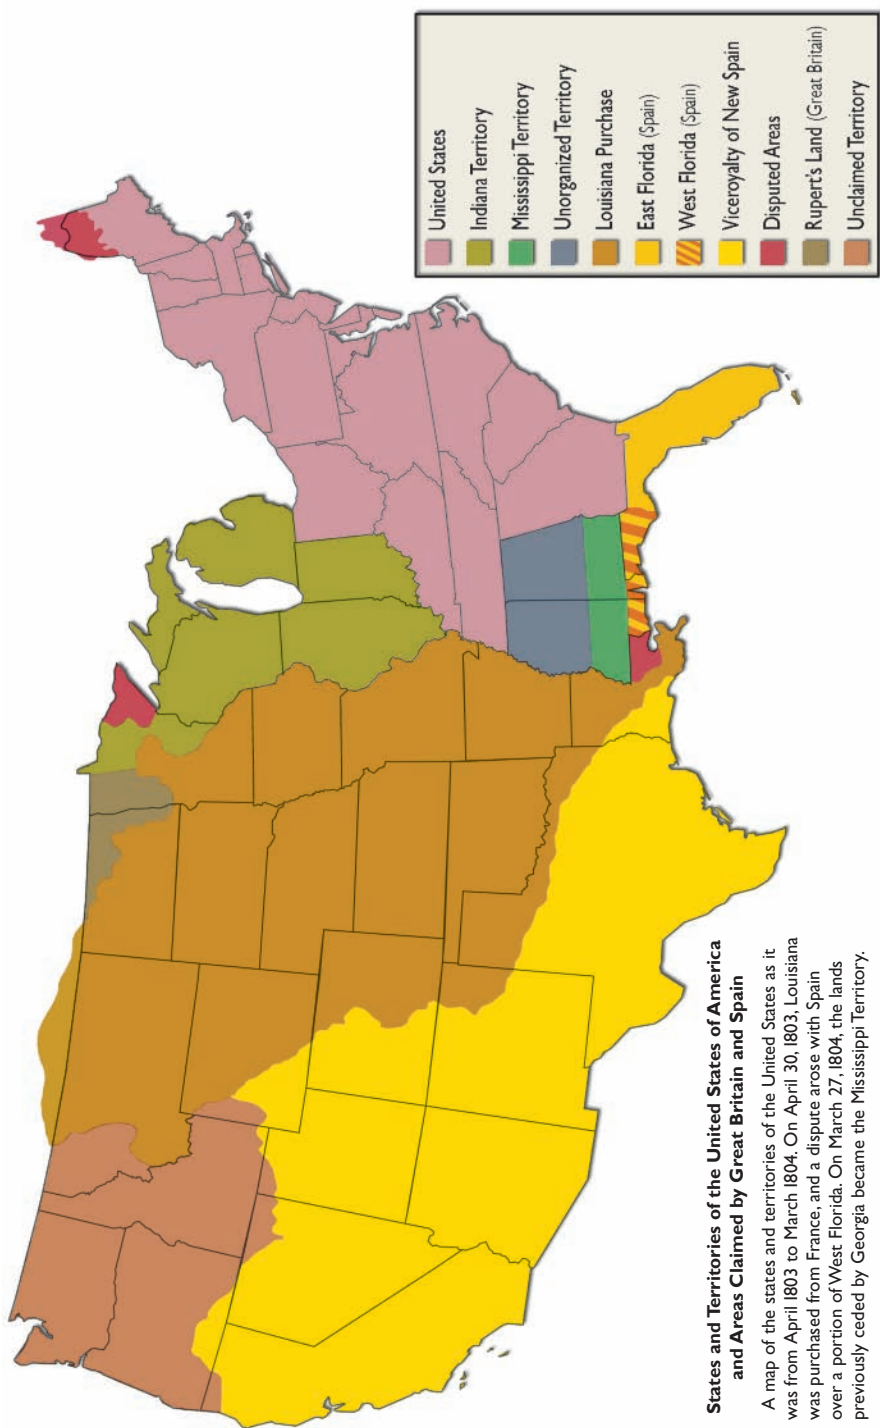 United States
Indiana Territory
Mississippi Territory
Unorganized Territory
Louisiana Purchase
East Florida (Spain)
West Florida (Spain)
Viceroyalty of New Spain
Disputed Areas
Rupert's Land (Great Britain)
Unclaimed Territory
States and Territories of the United States of America
and Areas Claimed by Great Britain and Spain
A map of the states and territories of the United States as it
was from April 1803 to March 1804. On April 30, 1803, Louisiana
was purchased from France, and a dispute arose with Spain
over a portion of West Florida. On March 27, 1804, the lands
previously ceded by Georgia became the Mississippi Territory.